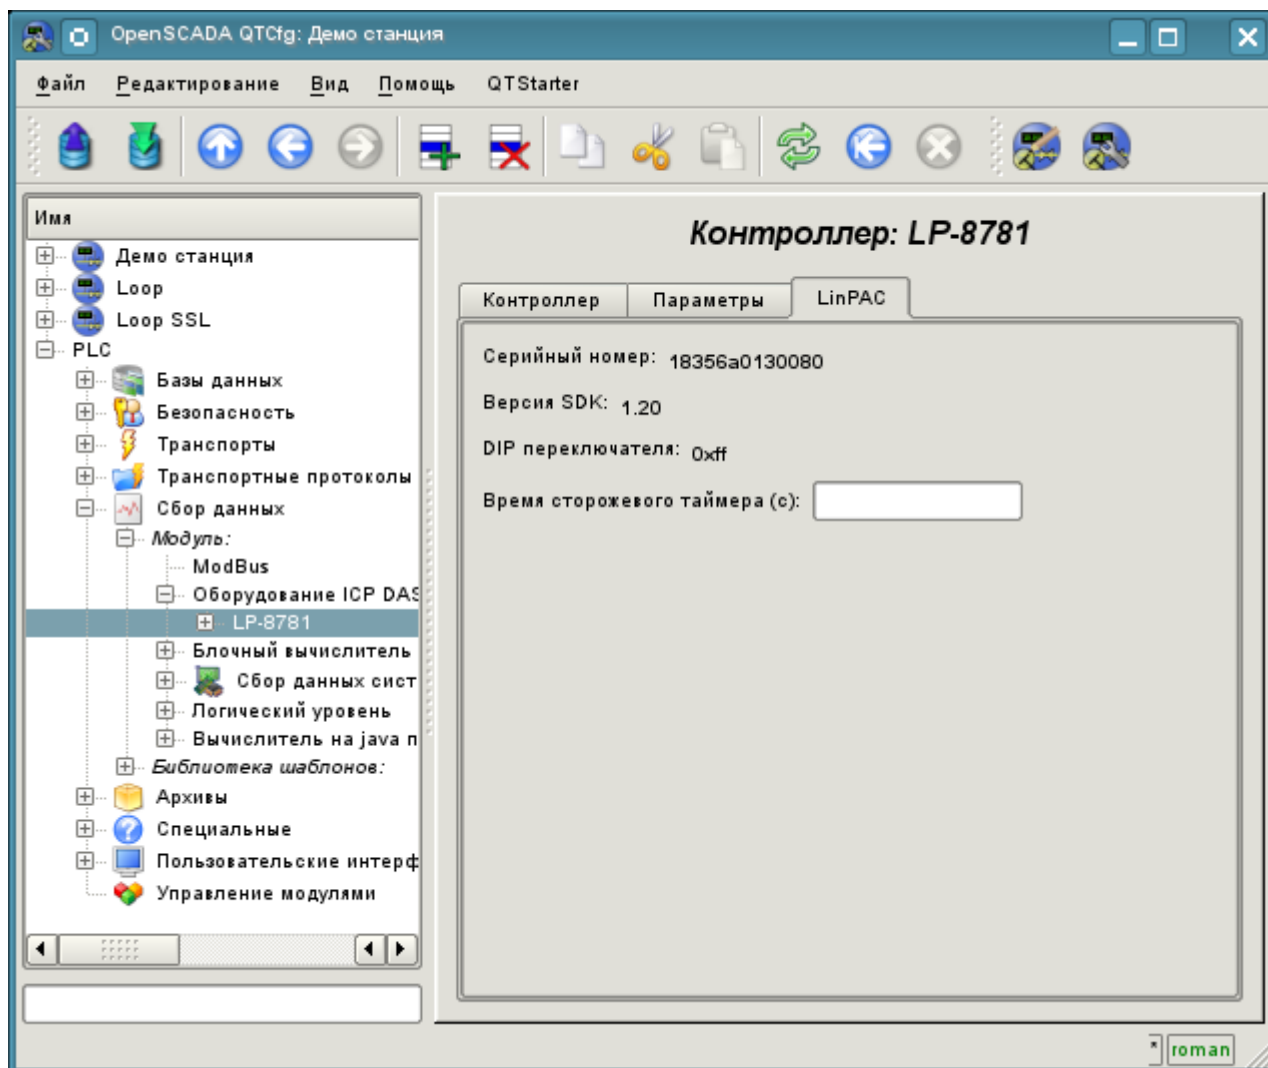 OpenSCADA QTCfg: Демо станция
Файл Редактирование Вид Помощь QTStarter
Имя
Демо станция
Loop
Loop SSL
PLC
Базы данных
Безопасность
Транспорты
Транспортные протоколы
Сбор данных
Модуль:
ModBus
Оборудование ICP DAS
LP-8781
Блочный вычислитель
Сбор данных сист
Логический уровень
Вычислитель на java п
Библиотека шаблонов:
Архивы
Специальные
Пользовательские интерф
Управление модулями
Контроллер: LP-8781
Контроллер Параметры LinPAC
Серийный номер: 18356a0130080
Версия SDK: 1.20
DIP переключателя: 0xff
Время сторожевого таймера (с):
* roman